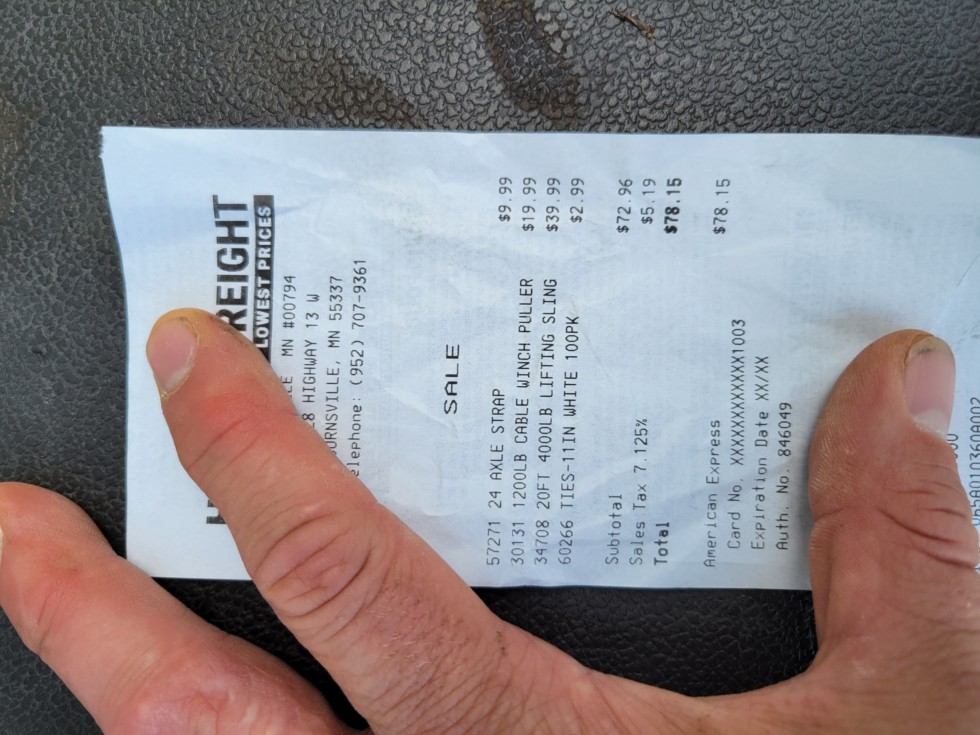 REIGHT
LOWEST PRICES
MN #00794
HIGHWAY 13 W
URNSVILLE, MN 55337
elephone: (952) 707-9361
SALE
57271 24 AXLE STRAP $9.99
30131 1200LB CABLE WINCH PULLER $19.99
34708 20FT 4000LB LIFTING SLING $39.99
60266 TIES-11IN WHITE 100PK $2.99
Subtotal $72.96
Sales Tax 7.125% $5.19
Total $78.15
American Express $78.15
Card No. XXXXXXXXXXX1003
Expiration Date XX/XX
Auth. No. 846049